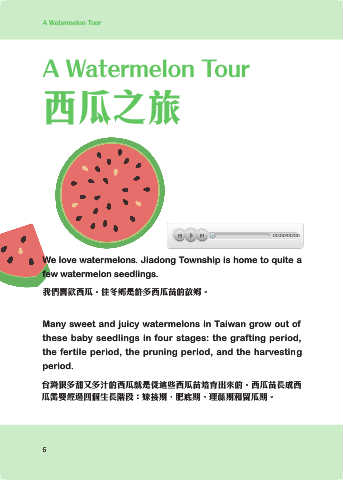 A Watermelon Tour
A Watermelon Tour
西瓜之旅
We love watermelons. Jiadong Township is home to quite a
few watermelon seedlings.
我們喜歡西瓜。佳冬鄉是許多西瓜苗的故鄉。
Many sweet and juicy watermelons in Taiwan grow out of
these baby seedlings in four stages: the grafting period,
the fertile period, the pruning period, and the harvesting
period.
台灣很多甜又多汁的西瓜就是從這些西瓜苗培育出來的。西瓜苗長成西
瓜需要經過四個生長階段：嫁接期、肥底期、理蔓期和留瓜期。
5